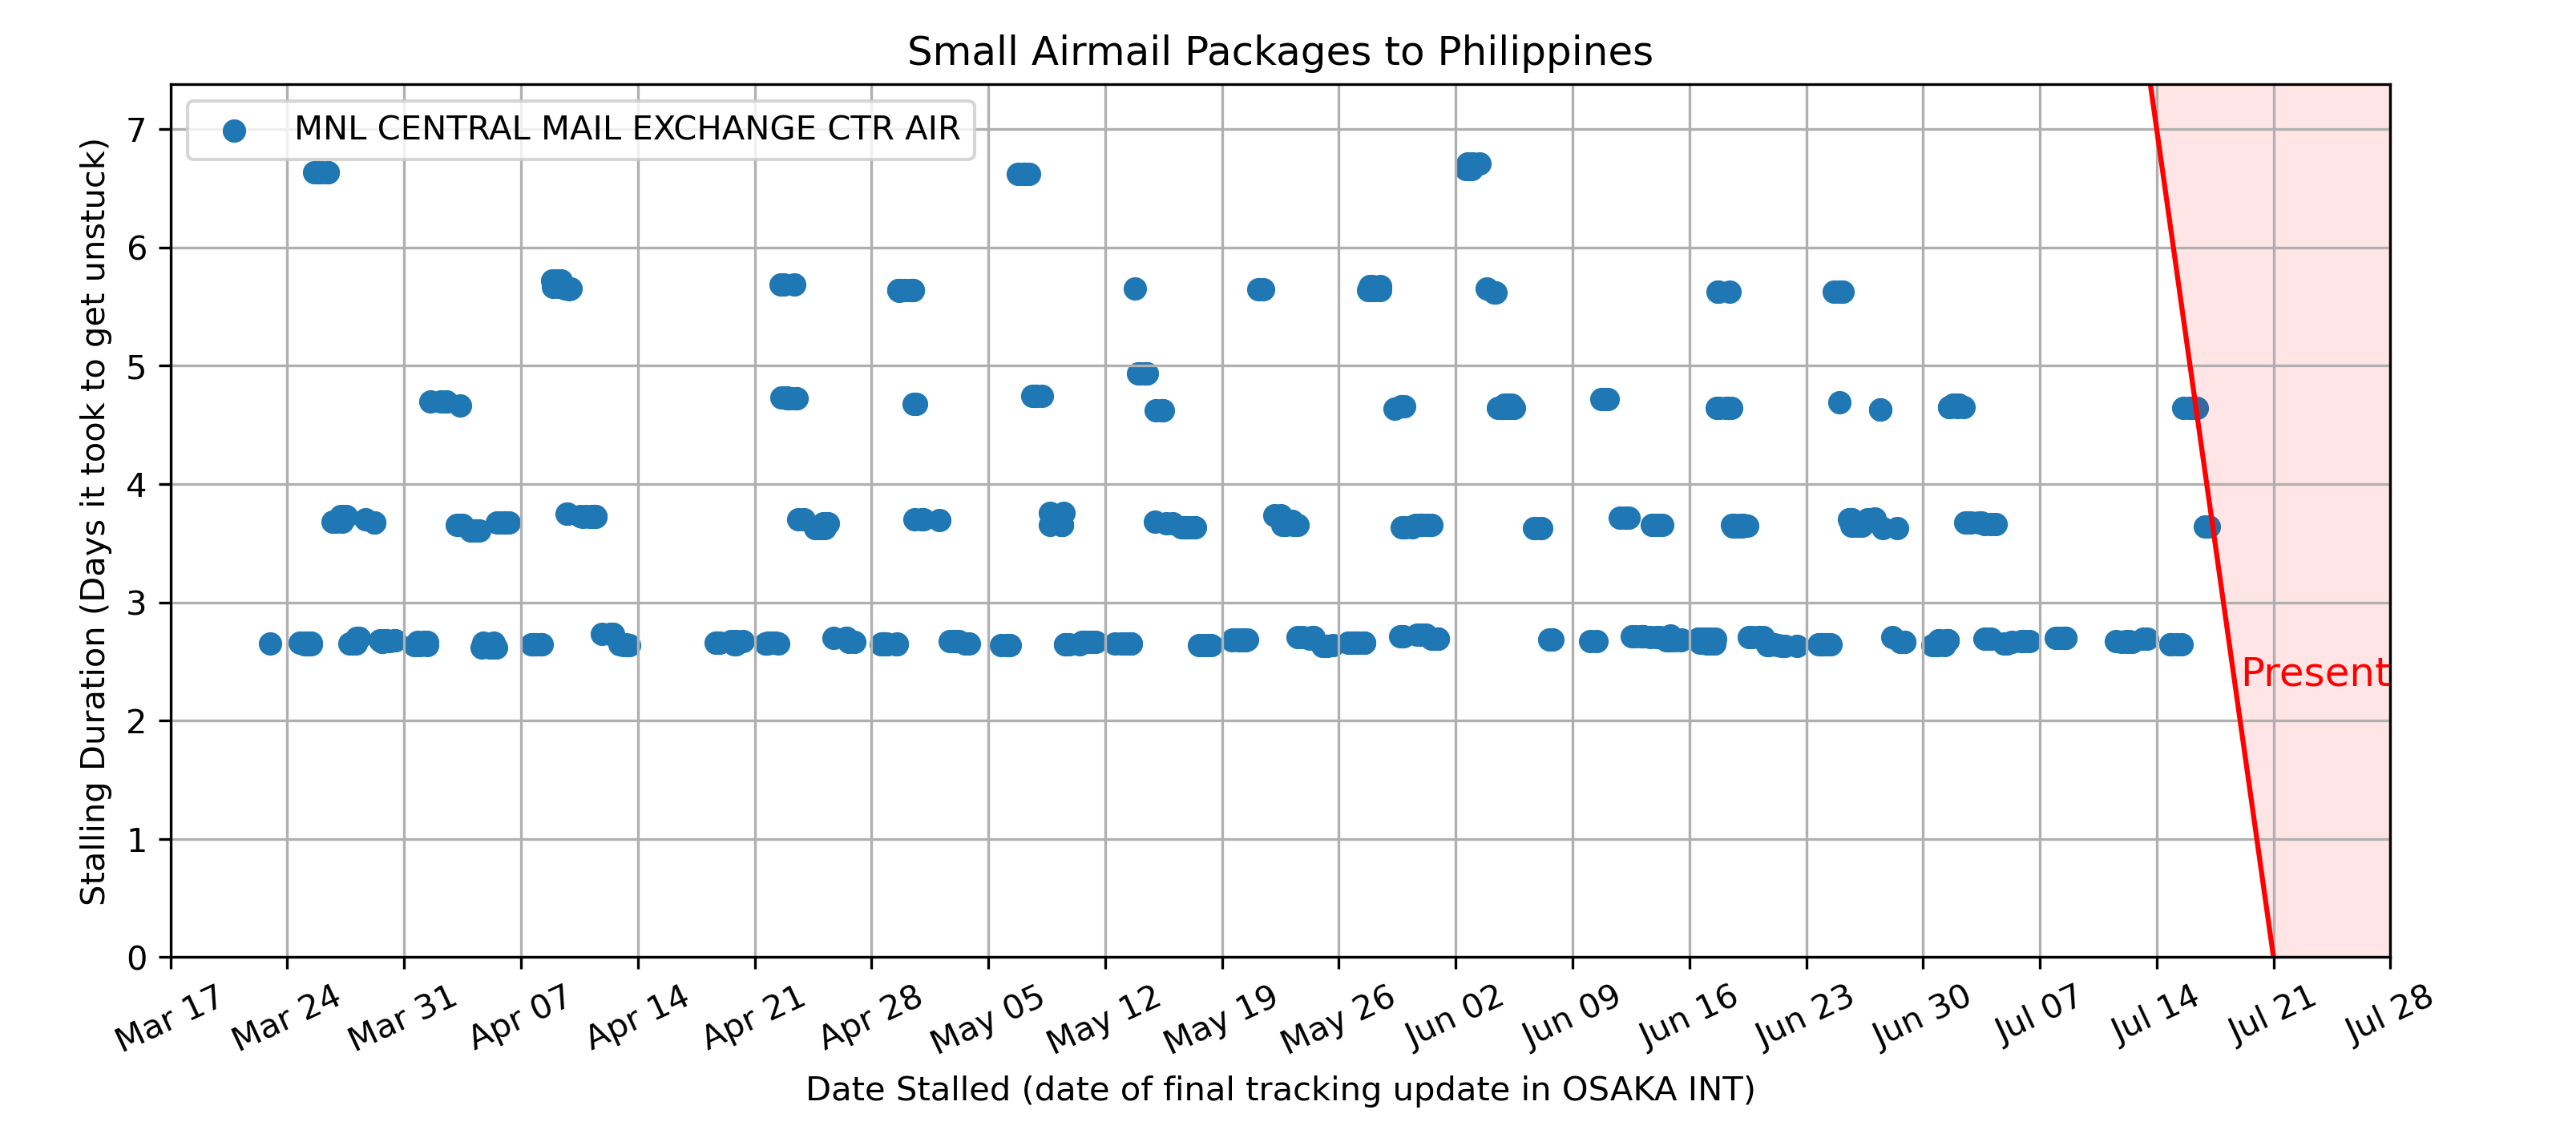 Small Airmail Packages to Philippines
MNL CENTRAL MAIL EXCHANGE CTR AIR
Stalling Duration (Days it took to get unstuck)
7
6
5
4
3
2
1
0
Present
Mar 17
Mar 24
Mar 31
Apr 07
Apr 14
Apr 21
Apr 28
May 05
May 12
May 19
May 26
Jun 02
Jun 09
Jun 16
Jun 23
Jun 30
Jul 07
Jul 14
Jul 21
Jul 28
Date Stalled (date of final tracking update in OSAKA INT)